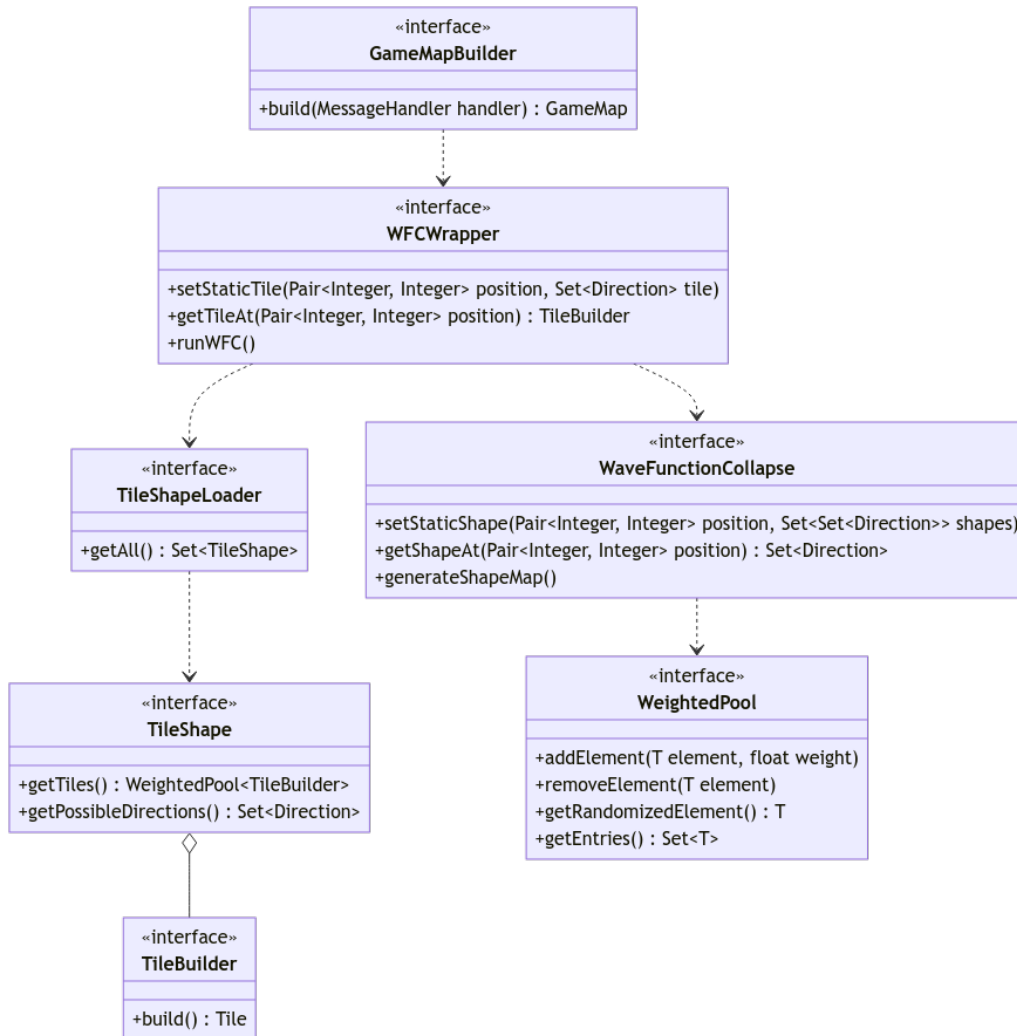 «interface»
GameMapBuilder
+build(MessageHandler handler) : GameMap
«interface»
WFCWrapper
+setStaticTile(Pair<Integer, Integer> position, Set<Direction> tile)
+getTileAt(Pair<Integer, Integer> position) : TileBuilder
+runWFC()
«interface»
TileShapeLoader
+getAll() : Set<TileShape>
«interface»
WaveFunctionCollapse
+setStaticShape(Pair<Integer, Integer> position, Set<Set<Direction>> shapes)
+getShapeAt(Pair<Integer, Integer> position) : Set<Direction>
+generateShapeMap()
«interface»
TileShape
+getTiles() : WeightedPool<TileBuilder>
+getPossibleDirections() : Set<Direction>
«interface»
WeightedPool
+addElement(T element, float weight)
+removeElement(T element)
+getRandomizedElement() : T
+getEntries() : Set<T>
«interface»
TileBuilder
+build() : Tile